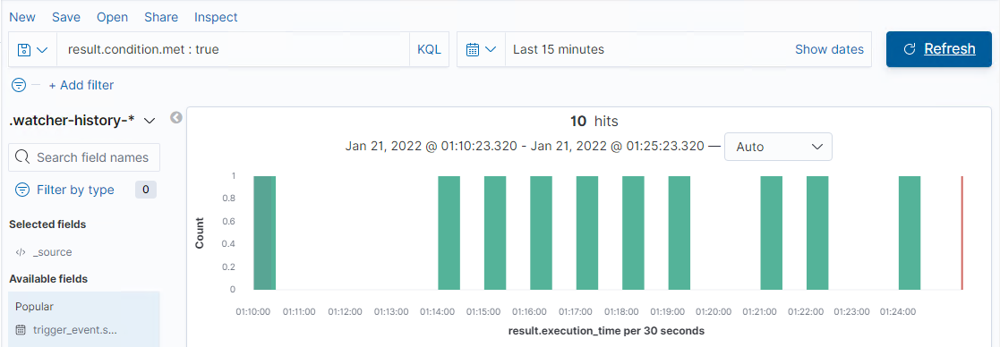 New Save Open Share Inspect
result.condition.met : true KQL Last 15 minutes Show dates Refresh
+ Add filter
.watcher-history-*
Search field names
Filter by type 0
Selected fields
_source
Available fields
Popular
trigger_event.s...
10 hits
Jan 21, 2022 @ 01:10:23.320 - Jan 21, 2022 @ 01:25:23.320 — Auto
Count
1
0.8
0.6
0.4
0.2
0
01:10:00 01:11:00 01:12:00 01:13:00 01:14:00 01:15:00 01:16:00 01:17:00 01:18:00 01:19:00 01:20:00 01:21:00 01:22:00 01:23:00 01:24:00
result.execution_time per 30 seconds